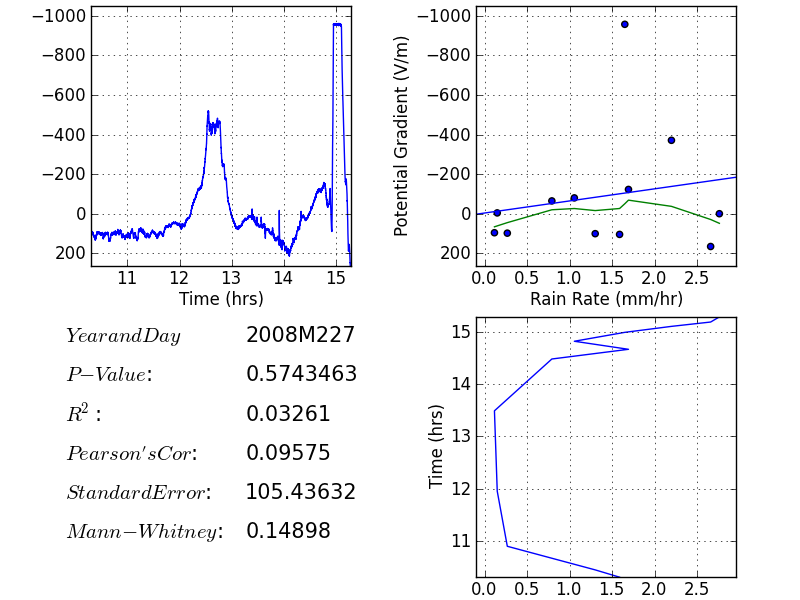 −1000
−800
−600
−400
−200
0
200
11 12 13 14 15
Time (hrs)
Potential Gradient (V/m)
−1000
−800
−600
−400
−200
0
200
0.0 0.5 1.0 1.5 2.0 2.5
Rain Rate (mm/hr)
YearandDay 2008M227
P−Value: 0.5743463
R²: 0.03261
Pearson'sCor: 0.09575
StandardError: 105.43632
Mann−Whitney: 0.14898
Time (hrs)
15
14
13
12
11
0.0 0.5 1.0 1.5 2.0 2.5